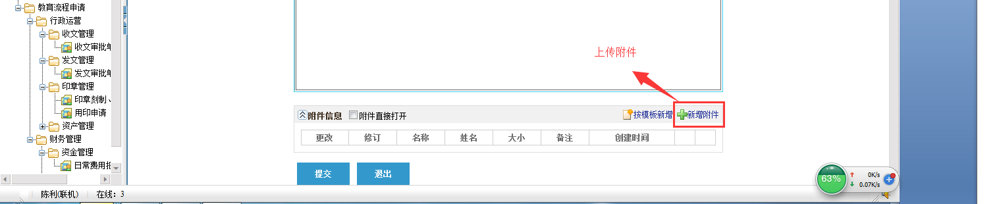 教育流程申请
行政运营
收文管理
收文审批单
发文管理
发文审批单
印章管理
印章刻制、
用印申请
资产管理
财务管理
资金管理
日常费用报
上传附件
附件信息 附件直接打开 按模板新增 新增附件
更改 修订 名称 姓名 大小 备注 创建时间
提交 退出
63% 0K/s
0.07K/s
陈利(联机) 在线：3